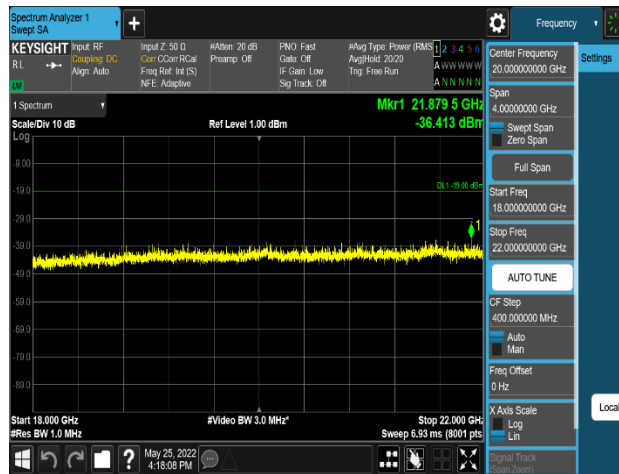 Spectrum Analyzer 1
Swept SA
Frequency
KEYSIGHT
RL
Input: RF
Coupling: DC
Align: Auto
Input Z: 50 Ω
Corr CCorr RCal
Freq Ref: Int (S)
NFE: Adaptive
#Atten: 20 dB
Preamp: Off
PNO: Fast
Gate: Off
IF Gain: Low
Sig Track: Off
#Avg Type: Power (RMS
Avg|Hold: 20/20
Trig: Free Run
1 2 3 4 5 6
A W W W W W
A N N N N N
LXI
1 Spectrum
Scale/Div 10 dB
Ref Level 1.00 dBm
Mkr1 21.879 5 GHz
-36.413 dBm
Log
-9.00
-19.0
-29.0
-39.0
-49.0
-59.0
-69.0
-79.0
-89.0
DL1 -19.00 dBm
1
Start 18.000 GHz
#Res BW 1.0 MHz
#Video BW 3.0 MHz*
Stop 22.000 GHz
Sweep 6.93 ms (8001 pts
?
May 25, 2022
4:18:08 PM
Center Frequency
20.000000000 GHz
Settings
Span
4.00000000 GHz
Swept Span
Zero Span
Full Span
Start Freq
18.000000000 GHz
Stop Freq
22.000000000 GHz
AUTO TUNE
CF Step
400.000000 MHz
Auto
Man
Freq Offset
0 Hz
X Axis Scale
Log
Lin
Local
Signal Track
(Span Zoom)